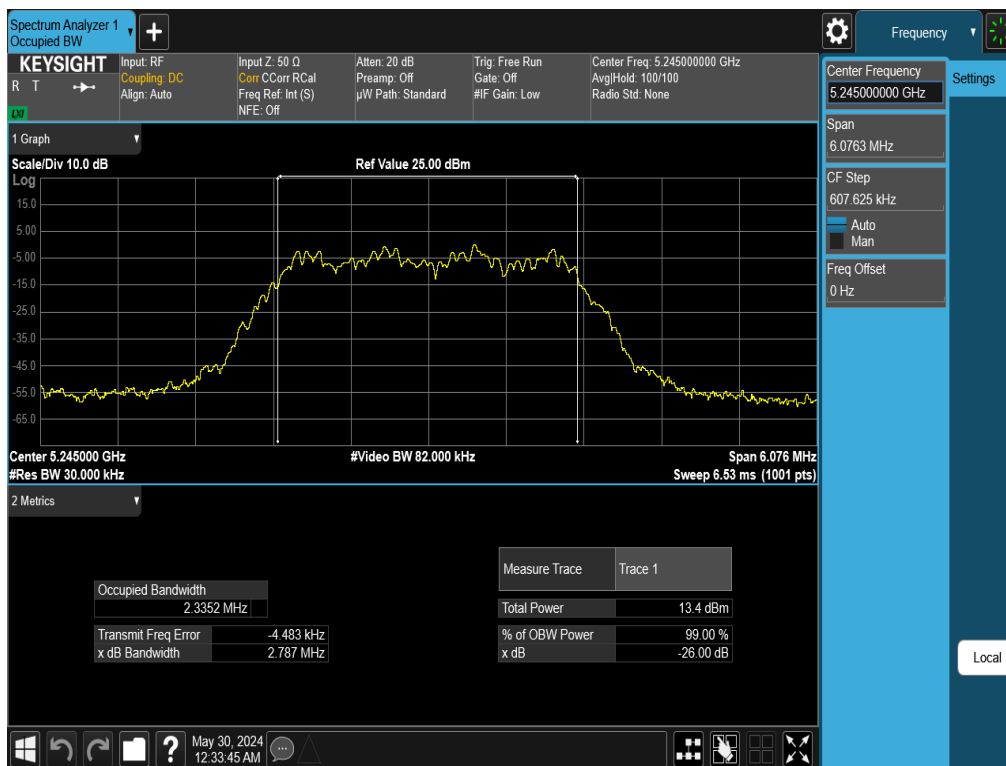 Spectrum Analyzer 1
Occupied BW
Frequency
KEYSIGHT
R T
LXI
Input: RF
Coupling: DC
Align: Auto
Input Z: 50 Ω
Corr CCorr RCal
Freq Ref: Int (S)
NFE: Off
Atten: 20 dB
Preamp: Off
µW Path: Standard
Trig: Free Run
Gate: Off
#IF Gain: Low
Center Freq: 5.245000000 GHz
Avg|Hold: 100/100
Radio Std: None
Center Frequency
5.245000000 GHz
Settings
Span
6.0763 MHz
CF Step
607.625 kHz
Auto
Man
Freq Offset
0 Hz
Local
1 Graph
Scale/Div 10.0 dB
Ref Value 25.00 dBm
Log
15.0
5.00
-5.00
-15.0
-25.0
-35.0
-45.0
-55.0
-65.0
Center 5.245000 GHz
#Video BW 82.000 kHz
Span 6.076 MHz
#Res BW 30.000 kHz
Sweep 6.53 ms (1001 pts)
2 Metrics
Occupied Bandwidth
2.3352 MHz
Transmit Freq Error -4.483 kHz
x dB Bandwidth 2.787 MHz
Measure Trace Trace 1
Total Power 13.4 dBm
% of OBW Power 99.00 %
x dB -26.00 dB
?
May 30, 2024
12:33:45 AM